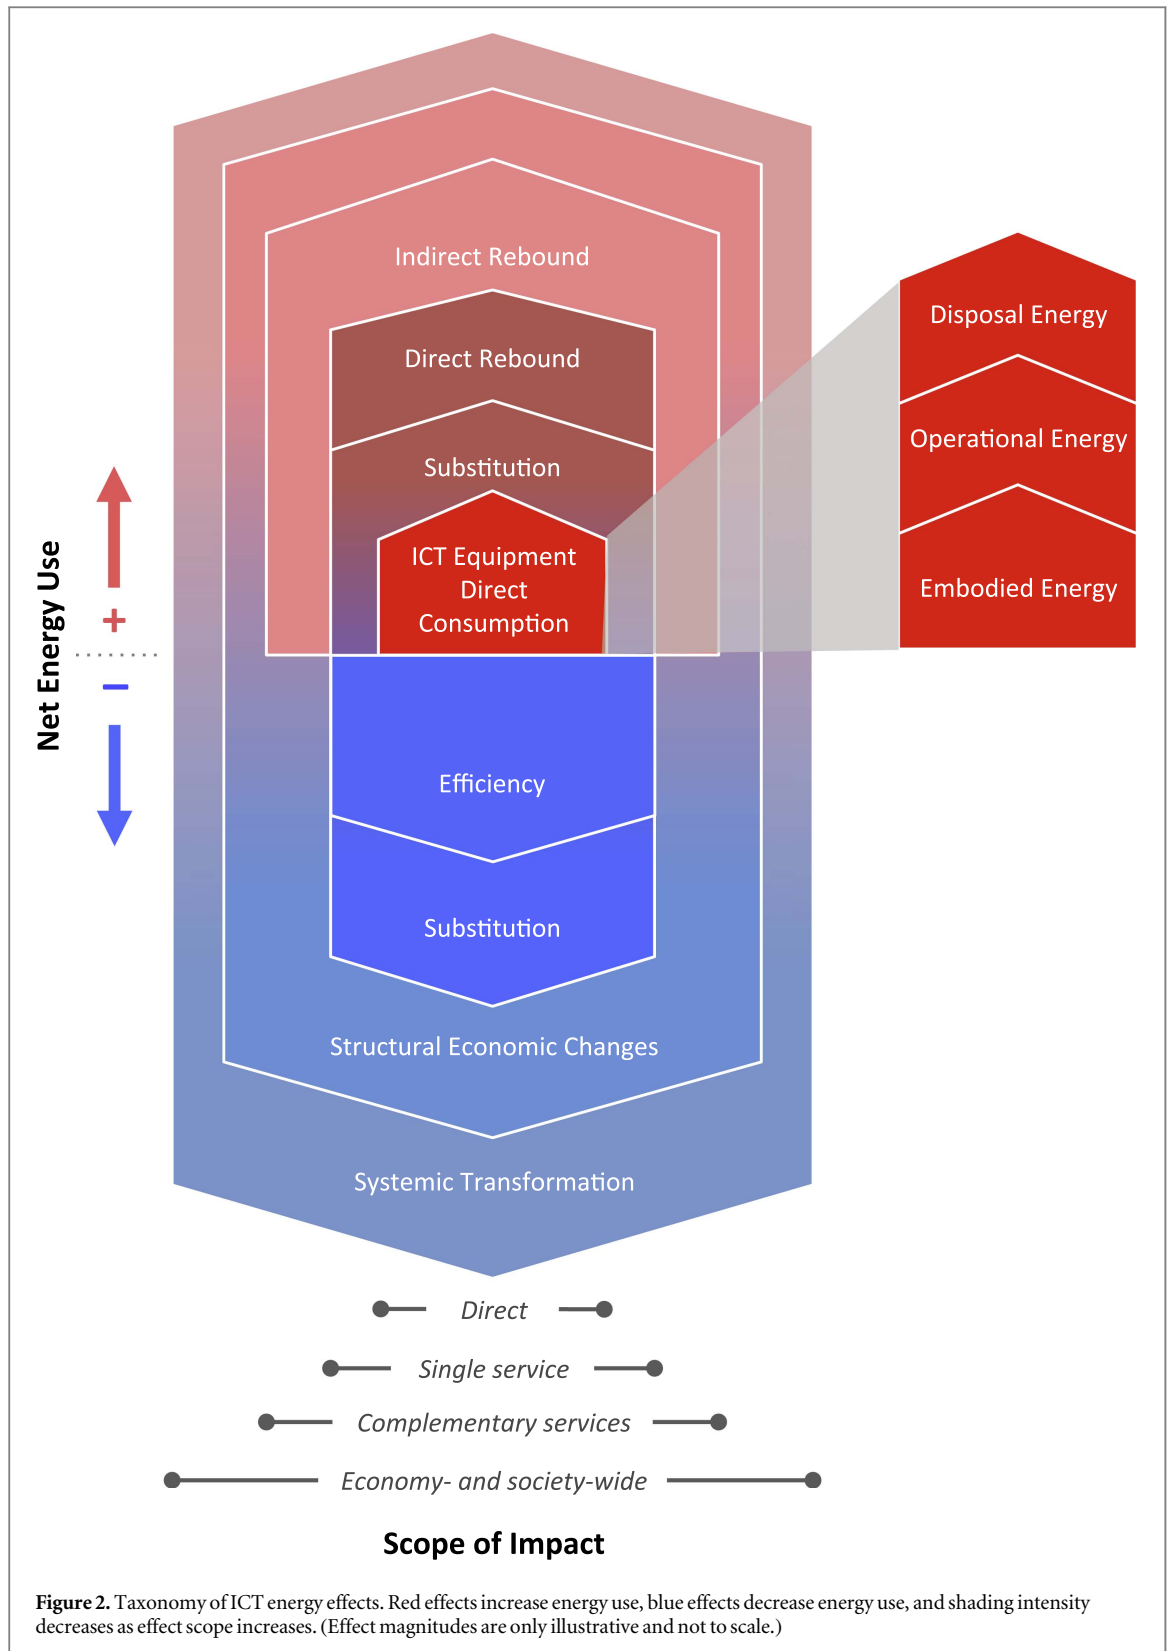 Indirect Rebound
Direct Rebound
Substitution
ICT Equipment
Direct
Consumption
Disposal Energy
Operational Energy
Embodied Energy
Net Energy Use
+
−
Efficiency
Substitution
Structural Economic Changes
Systemic Transformation
Direct
Single service
Complementary services
Economy- and society-wide
Scope of Impact
Figure 2. Taxonomy of ICT energy effects. Red effects increase energy use, blue effects decrease energy use, and shading intensity
decreases as effect scope increases. (Effect magnitudes are only illustrative and not to scale.)